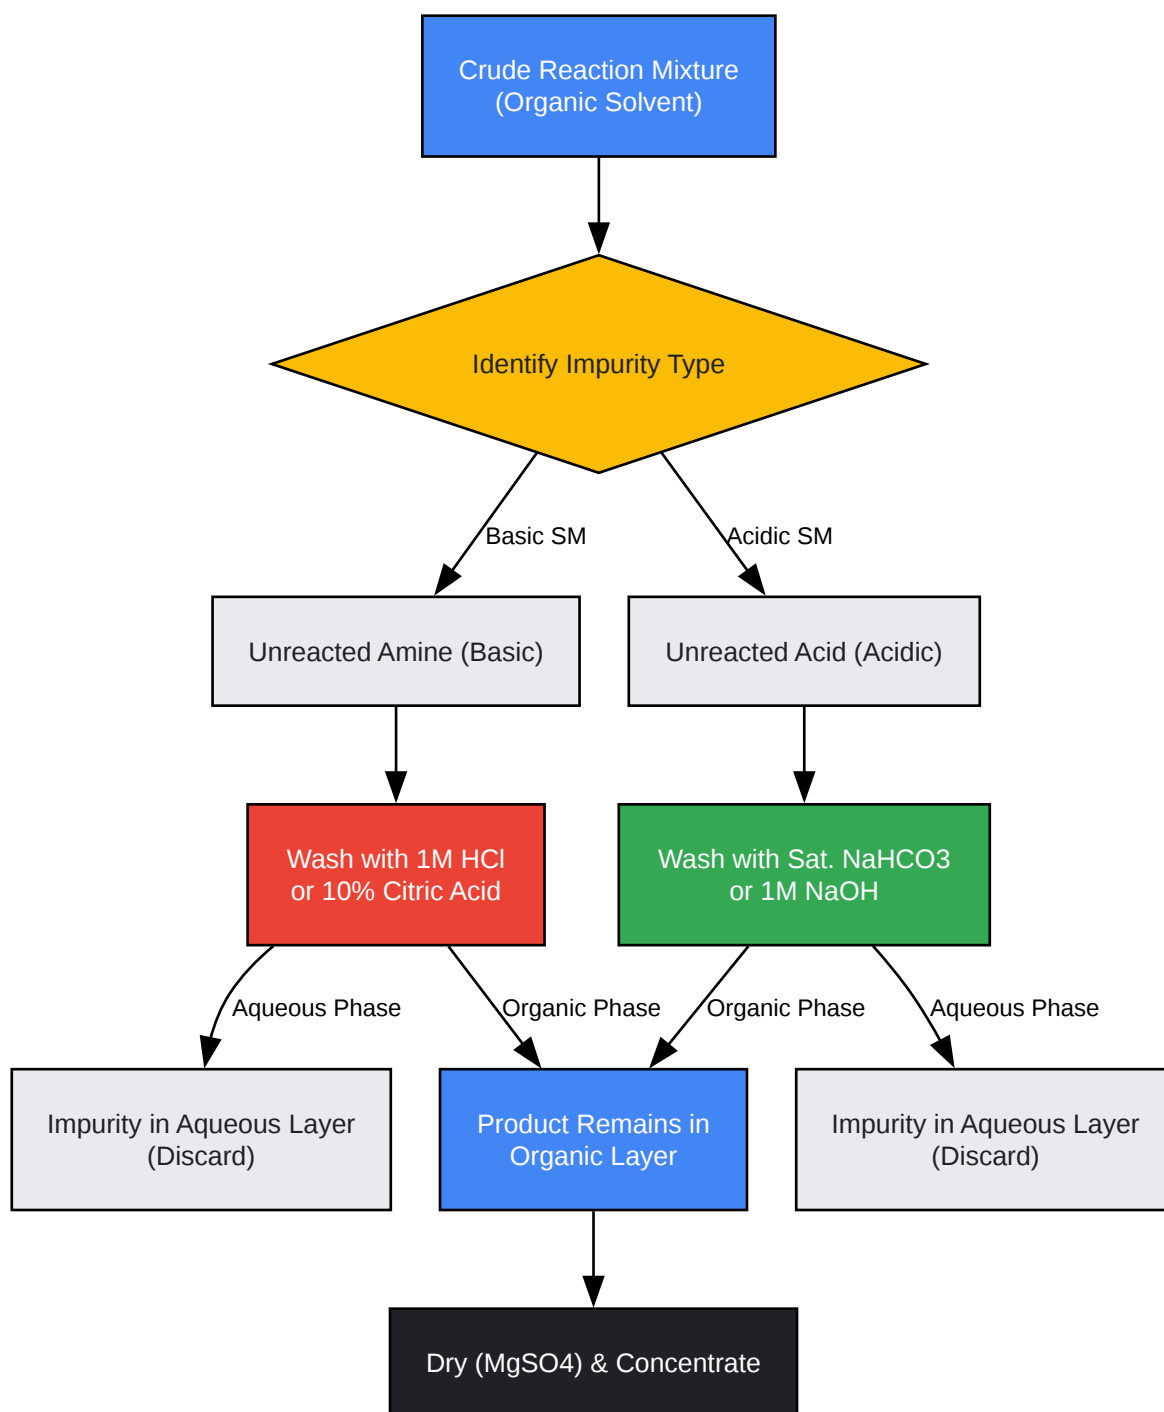 Crude Reaction Mixture
(Organic Solvent)
Identify Impurity Type
Basic SM
Acidic SM
Unreacted Amine (Basic)
Unreacted Acid (Acidic)
Wash with 1M HCl
or 10% Citric Acid
Wash with Sat. NaHCO3
or 1M NaOH
Aqueous Phase
Organic Phase
Organic Phase
Aqueous Phase
Impurity in Aqueous Layer
(Discard)
Product Remains in
Organic Layer
Impurity in Aqueous Layer
(Discard)
Dry (MgSO4) & Concentrate